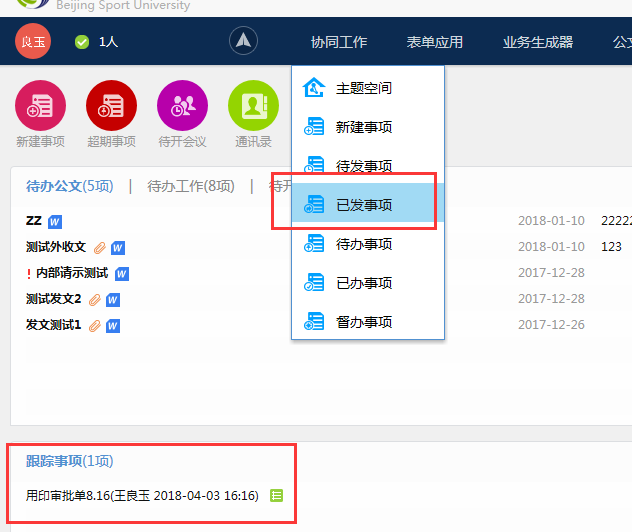 Beijing Sport University
良玉 1人 协同工作 表单应用 业务生成器 公文
新建事项 超期事项 待开会议 通讯录
主题空间
新建事项
待发事项
已发事项
待办事项
已办事项
督办事项
待办公文(5项) | 待办工作(8项) | 待开
ZZ 2018-01-10 22222
测试外收文 2018-01-10 123
! 内部请示测试 2017-12-28
测试发文2 2017-12-28
发文测试1 2017-12-26
跟踪事项(1项)
用印审批单8.16(王良玉 2018-04-03 16:16)